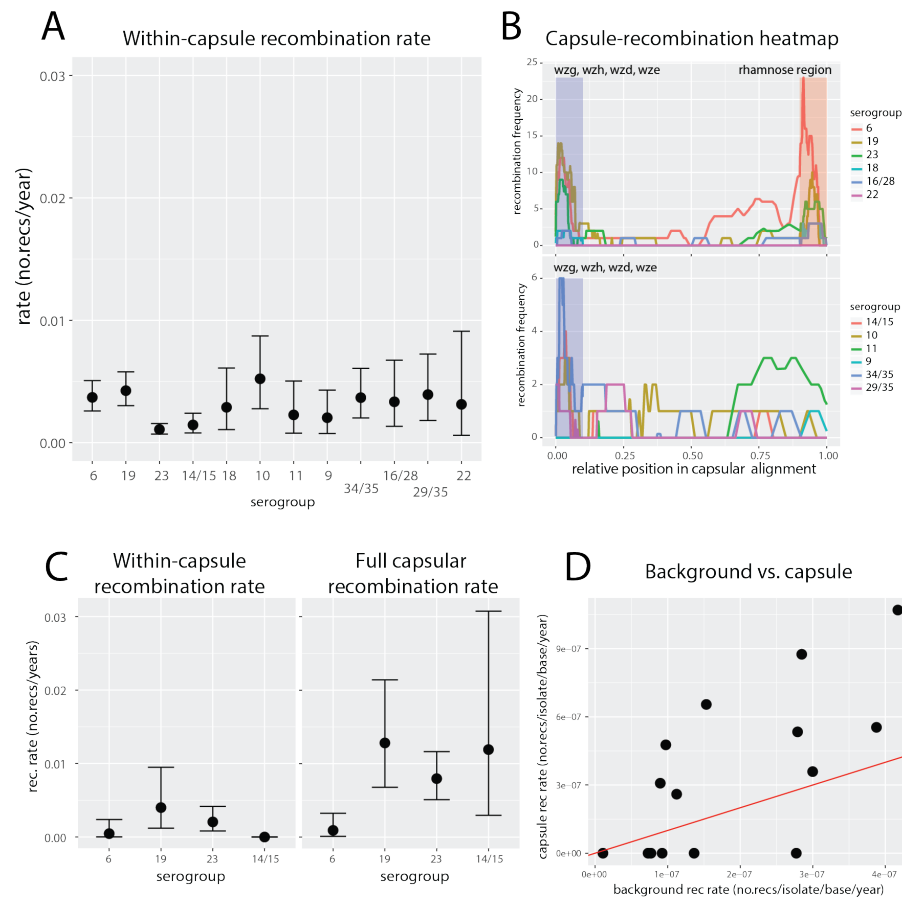 A
Within-capsule recombination rate
rate (no.recs/year)
0.03
0.02
0.01
0.00
6 19 23 14/15 18 10 11 9 34/35 16/28 29/35 22
serogroup
B
Capsule-recombination heatmap
wzg, wzh, wzd, wze rhamnose region
recombination frequency
25
20
15
10
5
0
serogroup
6
19
23
18
16/28
22
wzg, wzh, wzd, wze
recombination frequency
6
4
2
0
0.00 0.25 0.50 0.75 1.00
relative position in capsular alignment
serogroup
14/15
10
11
9
34/35
29/35
C
Within-capsule
recombination rate
Full capsular
recombination rate
rec. rate (no.recs/years)
0.03
0.02
0.01
0.00
6 19 23 14/15
serogroup
6 19 23 14/15
serogroup
D
Background vs. capsule
capsule rec rate (no.recs/isolate/base/year)
9e−07
6e−07
3e−07
0e+00
0e+00 1e−07 2e−07 3e−07 4e−07
background rec rate (no.recs/isolate/base/year)